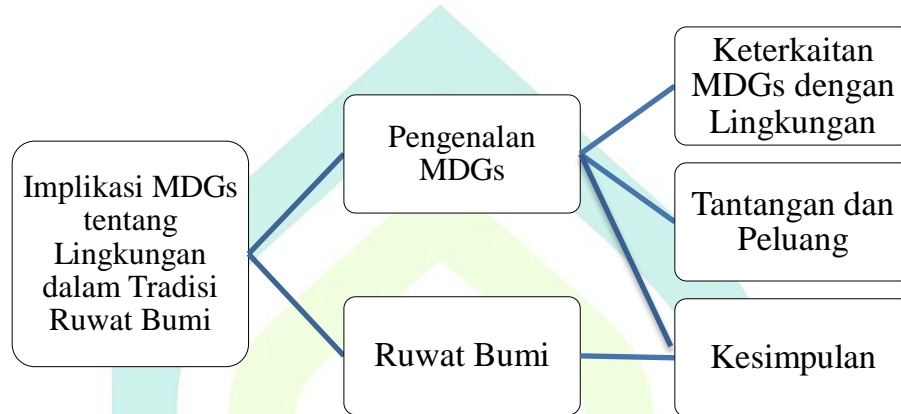 Implikasi MDGs
tentang
Lingkungan
dalam Tradisi
Ruwat Bumi
Pengenalan
MDGs
Ruwat Bumi
Keterkaitan
MDGs dengan
Lingkungan
Tantangan dan
Peluang
Kesimpulan